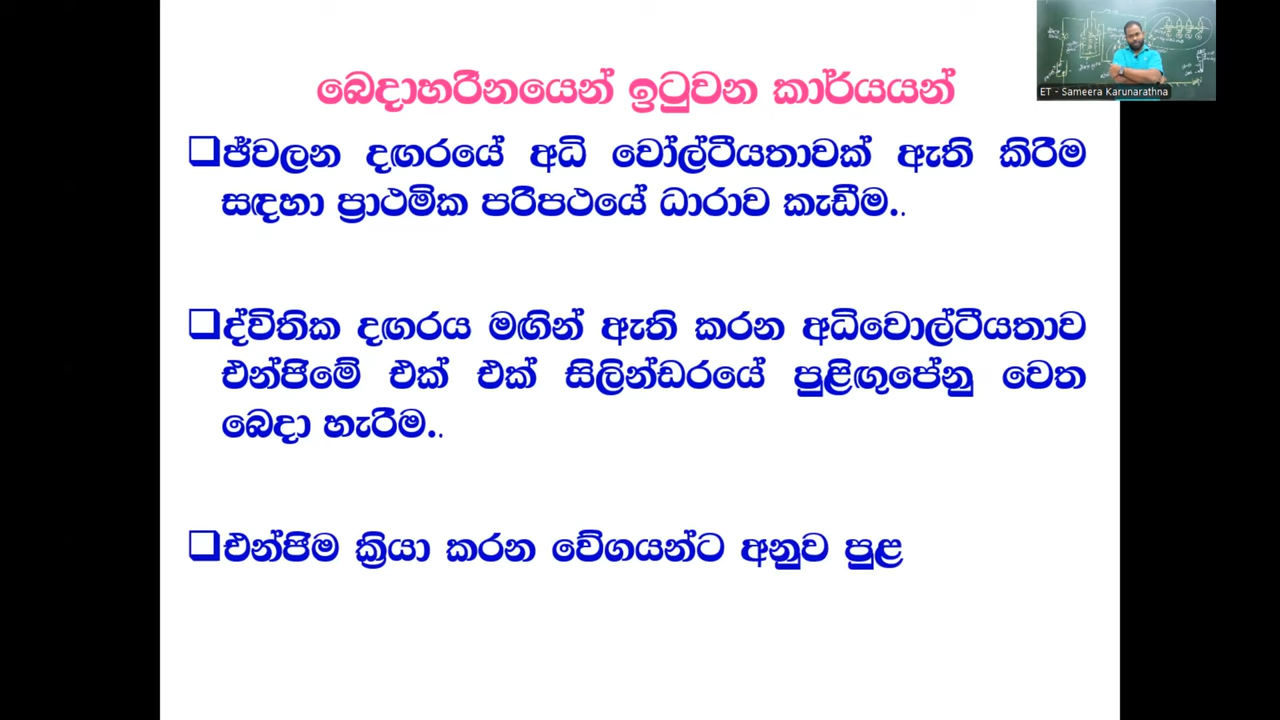 ET - Sameera Karunarathna
බෙදාහරිනයෙන් ඉටුවන කාර්යයන්
❑ජ්වලන දඟරයේ අධි වෝල්ටීයතාවක් ඇති කිරීම
සඳහා ප්‍රාථමික පරිපථයේ ධාරාව කැඩීම..
❑ද්විතික දඟරය මඟින් ඇති කරන අධිවොල්ටීයතාව
එන්ජිමේ එක් එක් සිලින්ඩරයේ පුළිඟුපේනු වෙත
බෙදා හැරීම..
❑එන්ජිම ක්‍රියා කරන වේගයන්ට අනුව පුළ